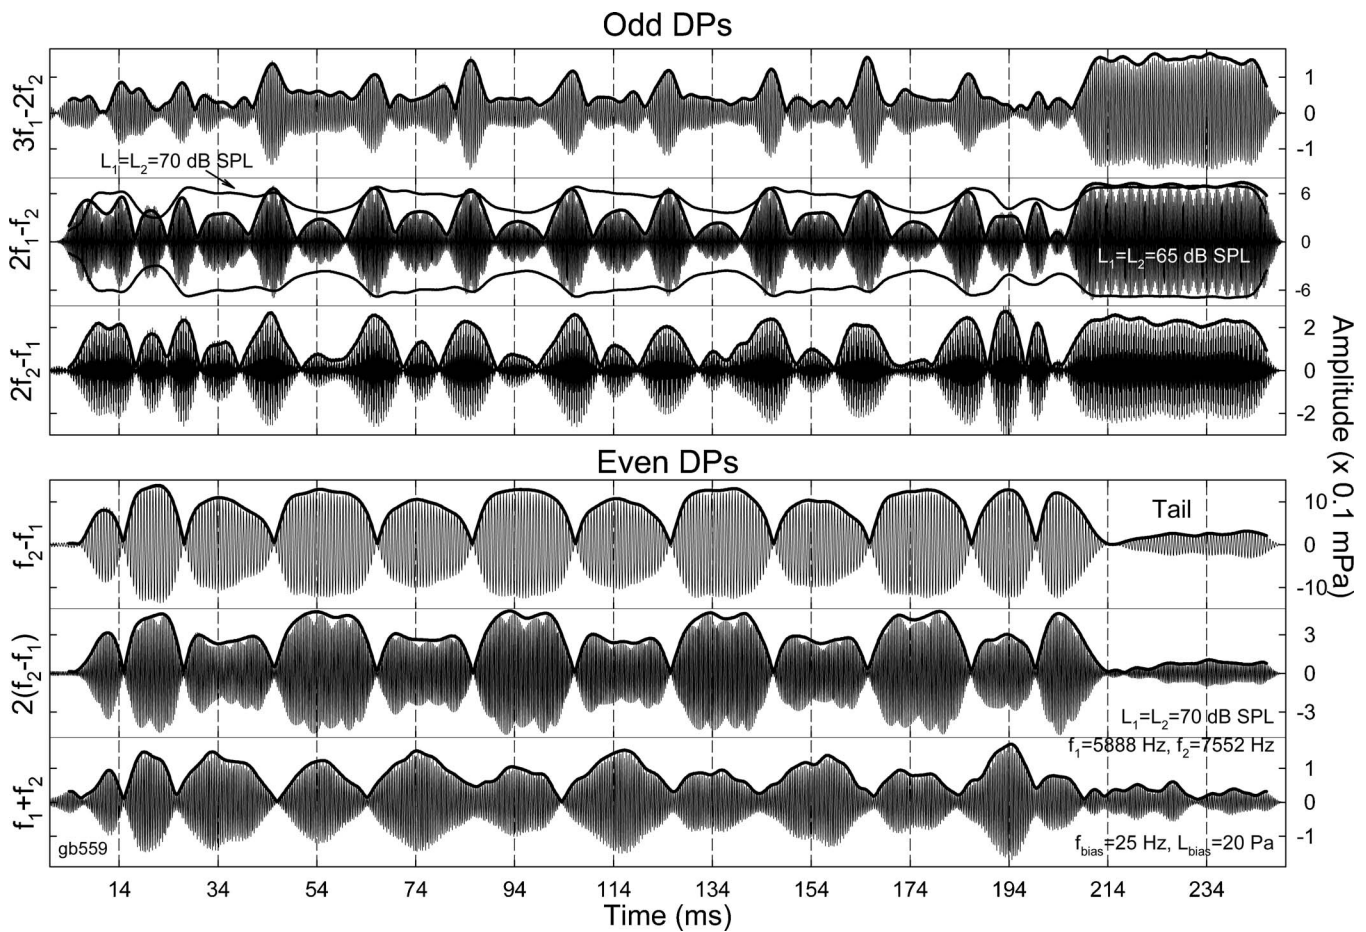 Odd DPs
3f1-2f2
1
0
-1
L1=L2=70 dB SPL
2f1-f2
6
0
-6
L1=L2=65 dB SPL
2f2-f1
2
0
-2
Amplitude (x 0.1 mPa)
Even DPs
f2-f1
10
0
-10
Tail
2(f2-f1)
3
0
-3
L1=L2=70 dB SPL
f1=5888 Hz, f2=7552 Hz
f1+f2
1
0
-1
gb559
fbias=25 Hz, Lbias=20 Pa
14 34 54 74 94 114 134 154 174 194 214 234
Time (ms)